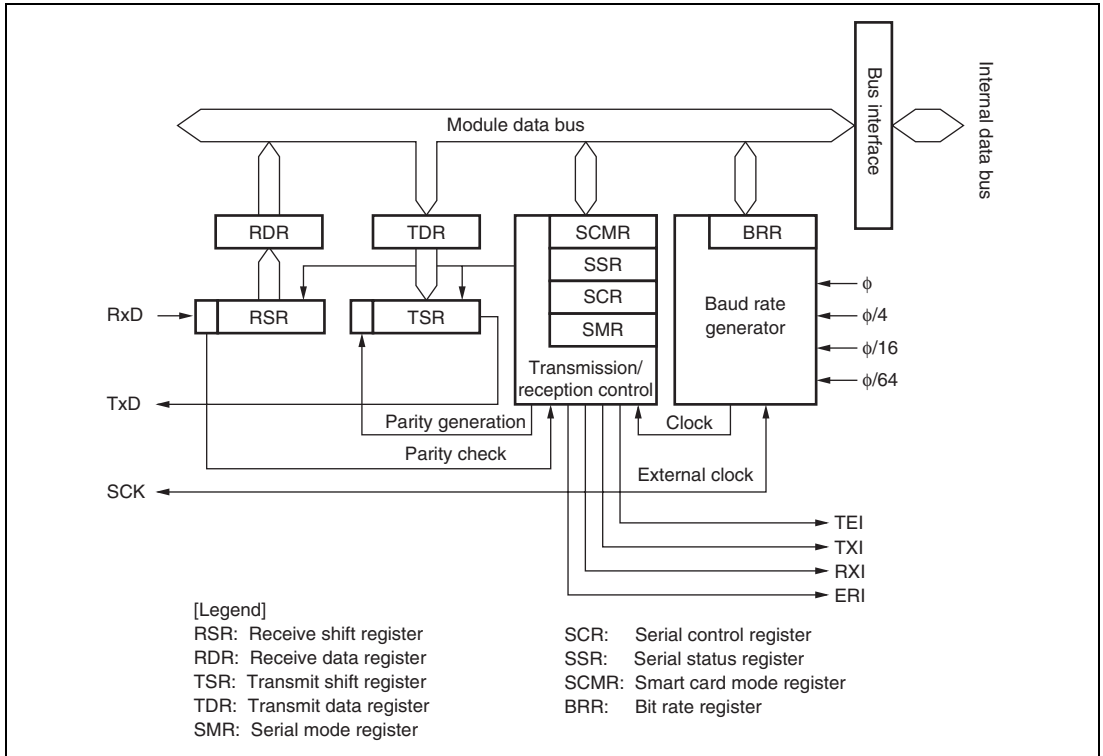 Module data bus
Bus interface
Internal data bus
RDR
TDR
SCMR
BRR
SSR
SCR
SMR
RxD
RSR
TSR
Baud rate
generator
ϕ
ϕ/4
ϕ/16
ϕ/64
Transmission/
reception control
TxD
Parity generation
Clock
Parity check
External clock
SCK
TEI
TXI
RXI
ERI
[Legend]
RSR: Receive shift register
RDR: Receive data register
TSR: Transmit shift register
TDR: Transmit data register
SMR: Serial mode register
SCR: Serial control register
SSR: Serial status register
SCMR: Smart card mode register
BRR: Bit rate register